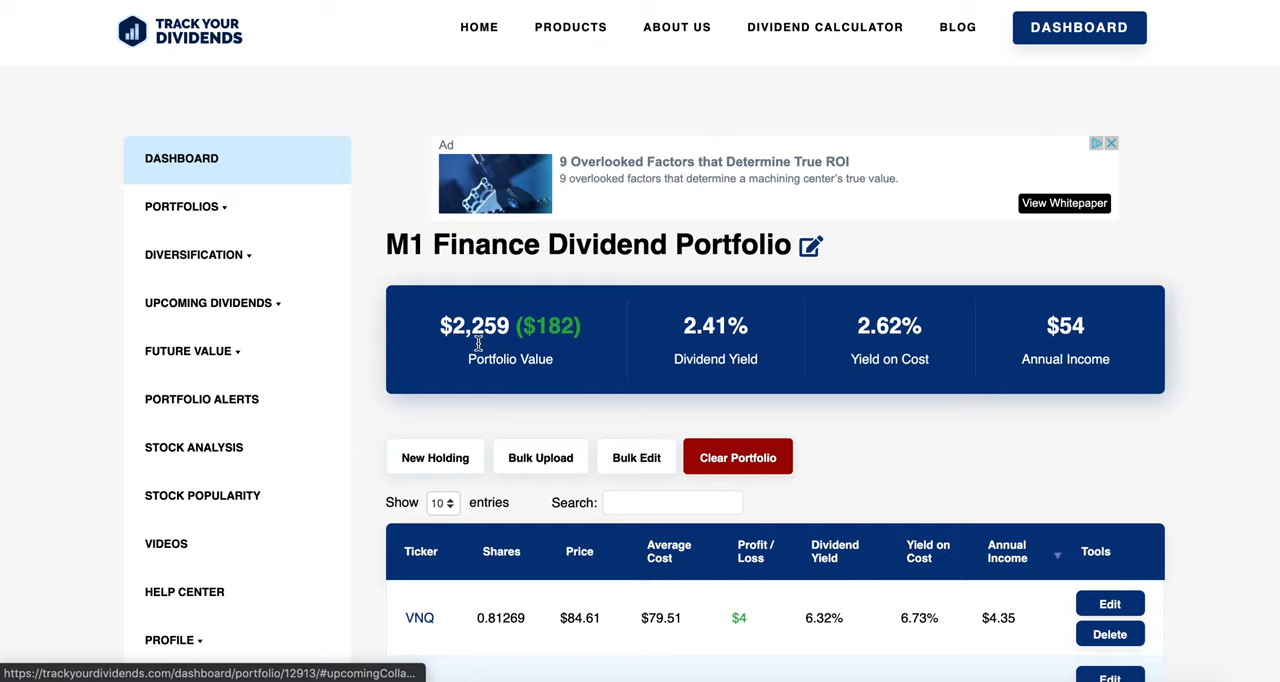 TRACK YOUR
DIVIDENDS
HOME
PRODUCTS
ABOUT US
DIVIDEND CALCULATOR
BLOG
DASHBOARD
DASHBOARD
PORTFOLIOS
DIVERSIFICATION
UPCOMING DIVIDENDS
FUTURE VALUE
PORTFOLIO ALERTS
STOCK ANALYSIS
STOCK POPULARITY
VIDEOS
HELP CENTER
PROFILE
Ad
9 Overlooked Factors that Determine True ROI
9 overlooked factors that determine a machining center's true value.
View Whitepaper
M1 Finance Dividend Portfolio
$2,259 ($182)
Portfolio Value
2.41%
Dividend Yield
2.62%
Yield on Cost
$54
Annual Income
New Holding
Bulk Upload
Bulk Edit
Clear Portfolio
Show 10 entries
Search:
Ticker
Shares
Price
Average
Cost
Profit /
Loss
Dividend
Yield
Yield on
Cost
Annual
Income
Tools
VNQ
0.81269
$84.61
$79.51
$4
6.32%
6.73%
$4.35
Edit
Delete
Edit
https://trackyourdividends.com/dashboard/portfolio/12913/#upcomingColla...